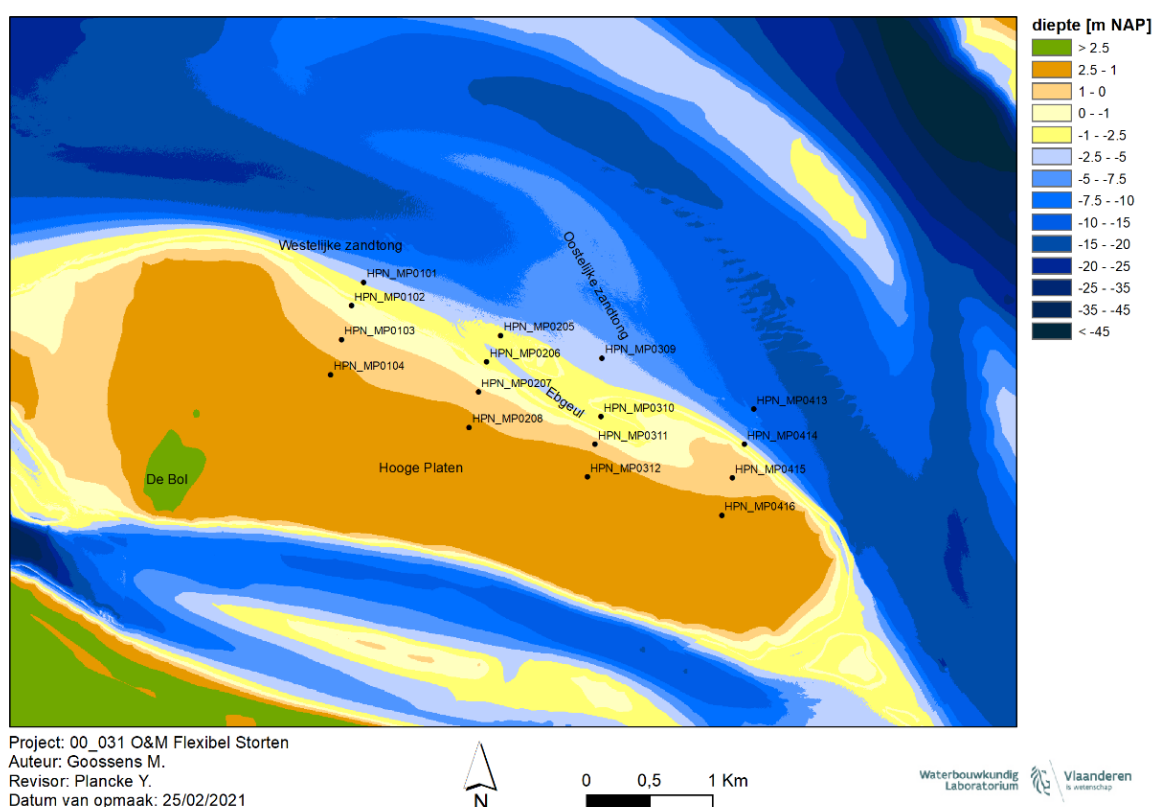 diepte [m NAP]
> 2.5
2.5 - 1
1 - 0
0 - -1
-1 - -2.5
-2.5 - -5
-5 - -7.5
-7.5 - -10
-10 - -15
-15 - -20
-20 - -25
-25 - -35
-35 - -45
< -45
Westelijke zandtong
Oostelijke zandtong
HPN_MP0101
HPN_MP0102
HPN_MP0103
HPN_MP0104
HPN_MP0205
HPN_MP0206
HPN_MP0207
HPN_MP0208
HPN_MP0309
HPN_MP0310
HPN_MP0311
HPN_MP0312
HPN_MP0413
HPN_MP0414
HPN_MP0415
HPN_MP0416
Ebgeul
Hooge Platen
De Bol
Project: 00_031 O&M Flexibel Storten
Auteur: Goossens M.
Revisor: Plancke Y.
Datum van opmaak: 25/02/2021
N
0 0,5 1 Km
Waterbouwkundig
Laboratorium
Vlaanderen
is wetenschap